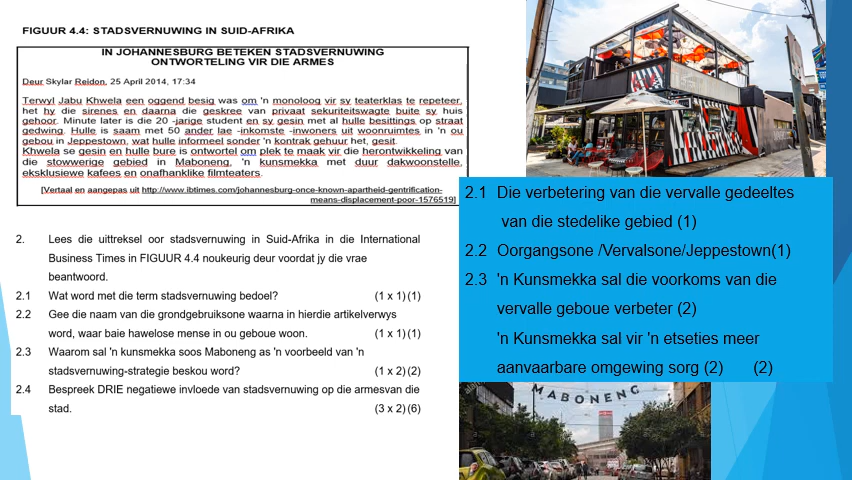 FIGUUR 4.4: STADSVERNUWING IN SUID-AFRIKA
IN JOHANNESBURG BETEKEN STADSVERNUWING
ONTWORTELING VIR DIE ARMES
Deur Skylar Reidon, 25 April 2014, 17:34
Terwyl Jabu Khwela een oggend besig was om 'n monoloog vir sy teaterklas te repeteer,
het hy die sirenes en daarna die geskree van privaat sekuriteitswagte buite sy huis
gehoor. Minute later is die 20 -jarige student en sy gesin met al hulle besittings op straat
gedwing. Hulle is saam met 50 ander lae -inkomste -inwoners uit woonruimtes in 'n ou
gebou in Jeppestown, wat hulle informeel sonder 'n kontrak gehuur het, gesit.
Khwela se gesin en hulle bure is ontwortel om plek te maak vir die herontwikkeling van
die stowwerige gebied in Maboneng, 'n kunsmekka met duur dakwoonstelle,
eksklusiewe kafees en onafhanklike filmteaters.
[Vertaal en aangepas uit http://www.ibtimes.com/johannesburg-once-known-apartheid-gentrification-
means-displacement-poor-1576519]
2. Lees die uittreksel oor stadsvernuwing in Suid-Afrika in die International
Business Times in FIGUUR 4.4 noukeurig deur voordat jy die vrae
beantwoord.
2.1 Wat word met die term stadsvernuwing bedoel? (1 x 1) (1)
2.2 Gee die naam van die grondgebruiksone waarna in hierdie artikelverwys
word, waar baie hawelose mense in ou geboue woon. (1 x 1) (1)
2.3 Waarom sal 'n kunsmekka soos Maboneng as 'n voorbeeld van 'n
stadsvernuwing-strategie beskou word? (1 x 2) (2)
2.4 Bespreek DRIE negatiewe invloede van stadsvernuwing op die armesvan die
stad. (3 x 2) (6)
2.1 Die verbetering van die vervalle gedeeltes
van die stedelike gebied (1)
2.2 Oorgangsone /Vervalsone/Jeppestown(1)
2.3 'n Kunsmekka sal die voorkoms van die
vervalle geboue verbeter (2)
'n Kunsmekka sal vir 'n etseties meer
aanvaarbare omgewing sorg (2) (2)
MABONENG